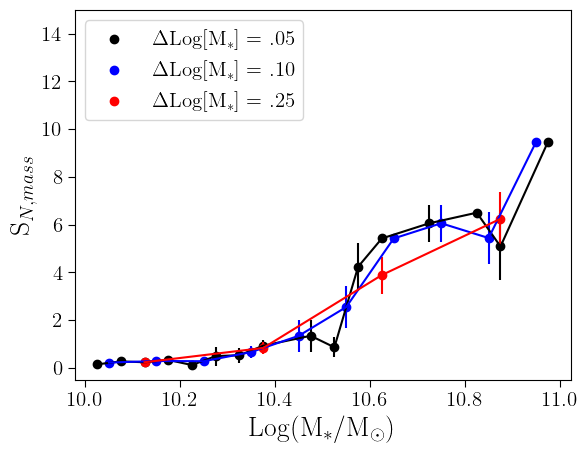 ΔLog[M*] = .05
ΔLog[M*] = .10
ΔLog[M*] = .25
14
12
10
8
6
4
2
0
S_{N,mass}
10.0 10.2 10.4 10.6 10.8 11.0
Log(M*/M⊙)